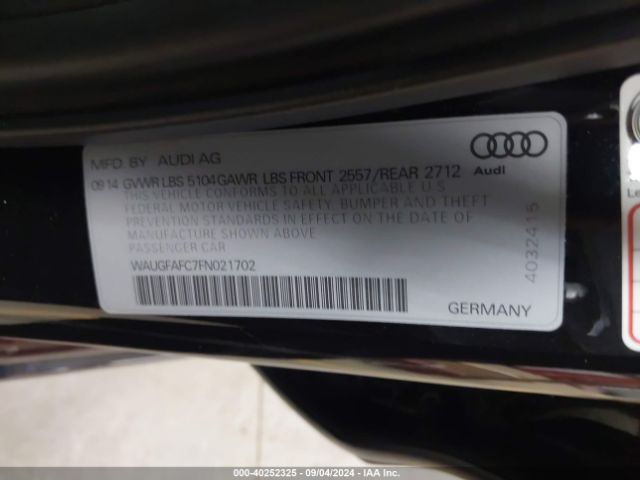 MFD. BY AUDI AG
Audi
09 14 GVWR LBS 5104 GAWR LBS FRONT 2557/REAR 2712
THIS VEHICLE CONFORMS TO ALL APPLICABLE U.S.
FEDERAL MOTOR VEHICLE SAFETY, BUMPER AND THEFT
PREVENTION STANDARDS IN EFFECT ON THE DATE OF
MANUFACTURE SHOWN ABOVE
PASSENGER CAR
4032415
WAUGFAFC7FN021702
GERMANY
000-40252325 - 09/04/2024 - IAA Inc.